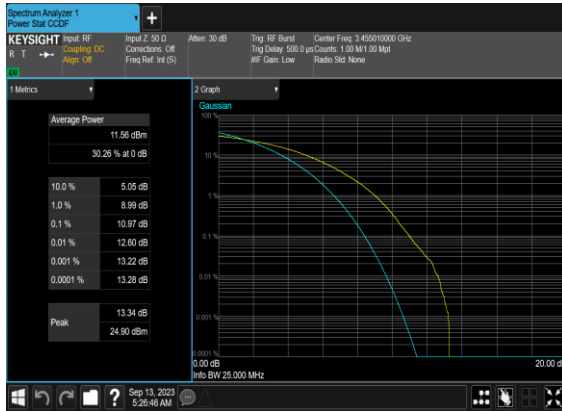 Spectrum Analyzer 1
Power Stat CCDF
+
KEYSIGHT
R T
LXI
Input: RF
Coupling: DC
Align: Off
Input Z: 50 Ω
Corrections: Off
Freq Ref: Int (S)
Atten: 30 dB
Trig: RF Burst
Trig Delay: 500.0 µs
#IF Gain: Low
Center Freq: 3.455010000 GHz
Counts: 1.00 M/1.00 Mpt
Radio Std: None
1 Metrics
Average Power
11.56 dBm
30.26 % at 0 dB
10.0 % 5.05 dB
1.0 % 8.99 dB
0.1 % 10.97 dB
0.01 % 12.60 dB
0.001 % 13.22 dB
0.0001 % 13.28 dB
Peak
13.34 dB
24.90 dBm
2 Graph
Gaussian
100 %
10 %
1 %
0.1 %
0.01 %
0.001 %
0.0001 %
0.00 dB 20.00 d
Info BW 25.000 MHz
?
Sep 13, 2023
5:26:46 AM